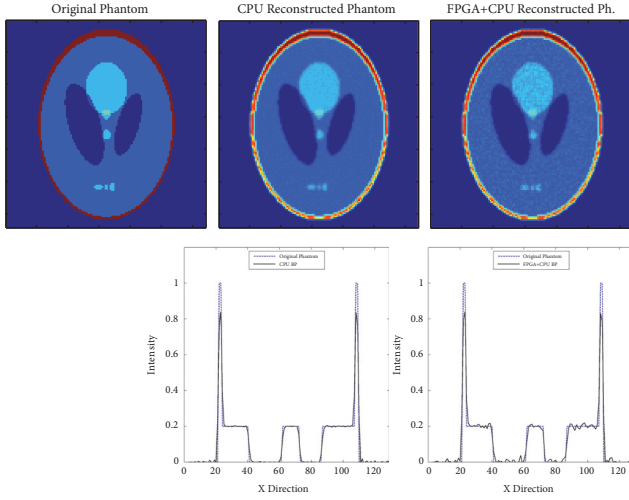 Original Phantom
CPU Reconstructed Phantom
FPGA+CPU Reconstructed Ph.
Original Phantom
CPU BP
Intensity
1
0.8
0.6
0.4
0.2
0
0 20 40 60 80 100 120
X Direction
Original Phantom
FPGA+CPU BP
Intensity
1
0.8
0.6
0.4
0.2
0
0 20 40 60 80 100 120
X Direction